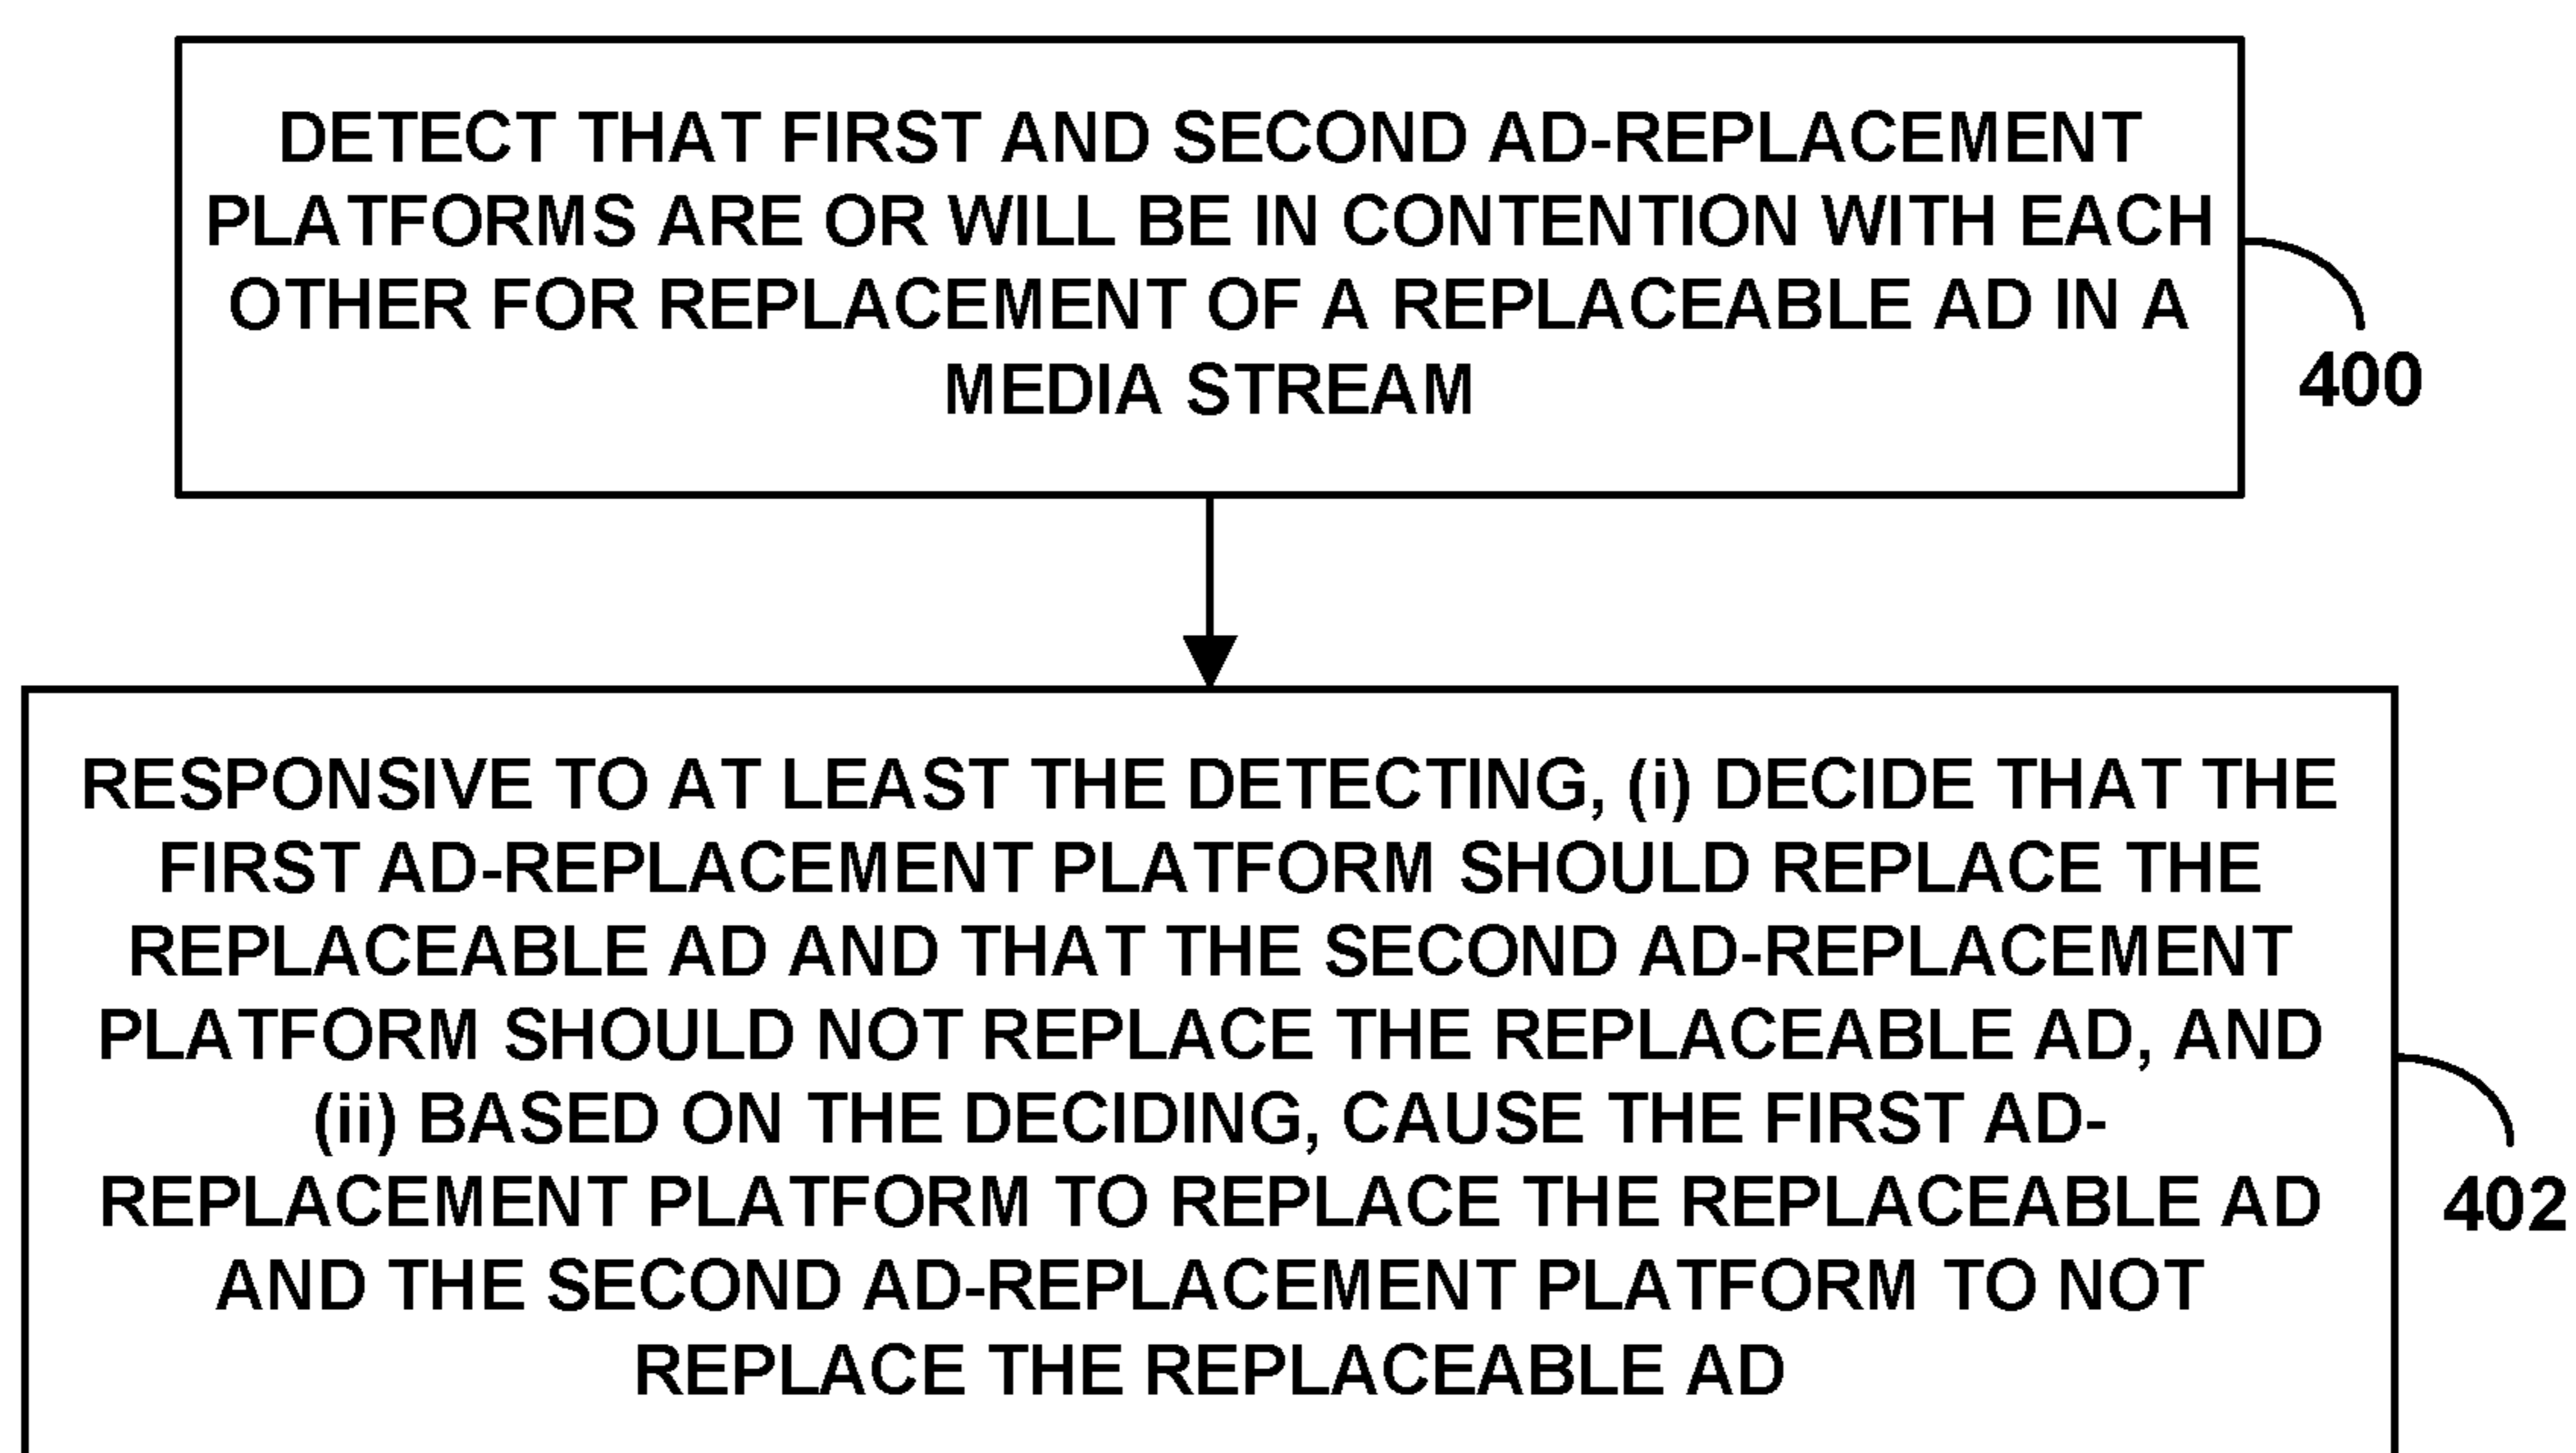 DETECT THAT FIRST AND SECOND AD-REPLACEMENT
PLATFORMS ARE OR WILL BE IN CONTENTION WITH EACH
OTHER FOR REPLACEMENT OF A REPLACEABLE AD IN A
MEDIA STREAM
400
RESPONSIVE TO AT LEAST THE DETECTING, (i) DECIDE THAT THE
FIRST AD-REPLACEMENT PLATFORM SHOULD REPLACE THE
REPLACEABLE AD AND THAT THE SECOND AD-REPLACEMENT
PLATFORM SHOULD NOT REPLACE THE REPLACEABLE AD, AND
(ii) BASED ON THE DECIDING, CAUSE THE FIRST AD-
REPLACEMENT PLATFORM TO REPLACE THE REPLACEABLE AD
AND THE SECOND AD-REPLACEMENT PLATFORM TO NOT
REPLACE THE REPLACEABLE AD
402